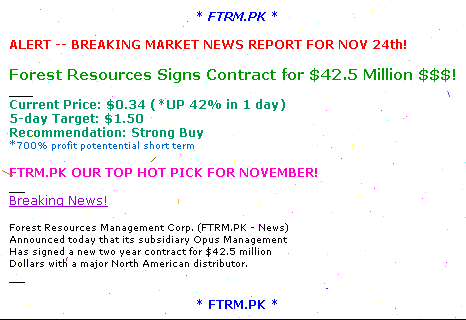 * FTRM.PK *
ALERT -- BREAKING MARKET NEWS REPORT FOR NOV 24th!
Forest Resources Signs Contract for $42.5 Million $$$!
Current Price: $0.34 (*UP 42% in 1 day)
5-day Target: $1.50
Recommendation: Strong Buy
*700% profit potentential short term
FTRM.PK OUR TOP HOT PICK FOR NOVEMBER!
Breaking News!
Forest Resources Management Corp. (FTRM.PK - News)
Announced today that its subsidiary Opus Management
Has signed a new two year contract for $42.5 million
Dollars with a major North American distributor.
* FTRM.PK *